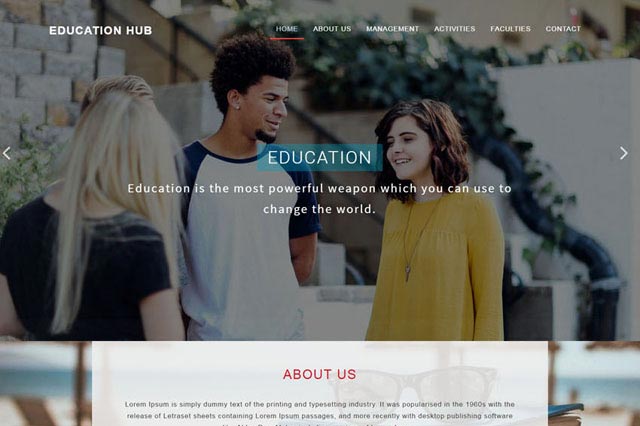 EDUCATION HUB
HOME ABOUT US MANAGEMENT ACTIVITIES FACULTIES CONTACT
EDUCATION
Education is the most powerful weapon which you can use to
change the world.
ABOUT US
Lorem Ipsum is simply dummy text of the printing and typesetting industry. It was popularised in the 1960s with the
release of Letraset sheets containing Lorem Ipsum passages, and more recently with desktop publishing software